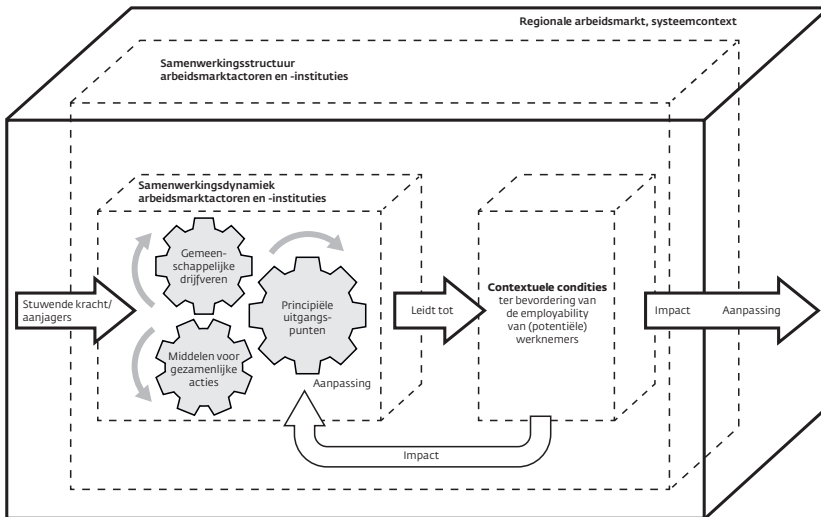 Regionale arbeidsmarkt, systeemcontext
Samenwerkingsstructuur
arbeidsmarktactoren en -instituties
Samenwerkingsdynamiek
arbeidsmarktactoren en -instituties
Gemeen-
schappelijke
drijfveren
Principiële
uitgangs-
punten
Middelen voor
gezamenlijke
acties
Stuwende kracht/
aanjagers
Aanpassing
Leidt tot
Contextuele condities
ter bevordering van
de employability
van (potentiële)
werknemers
Impact
Aanpassing
Impact